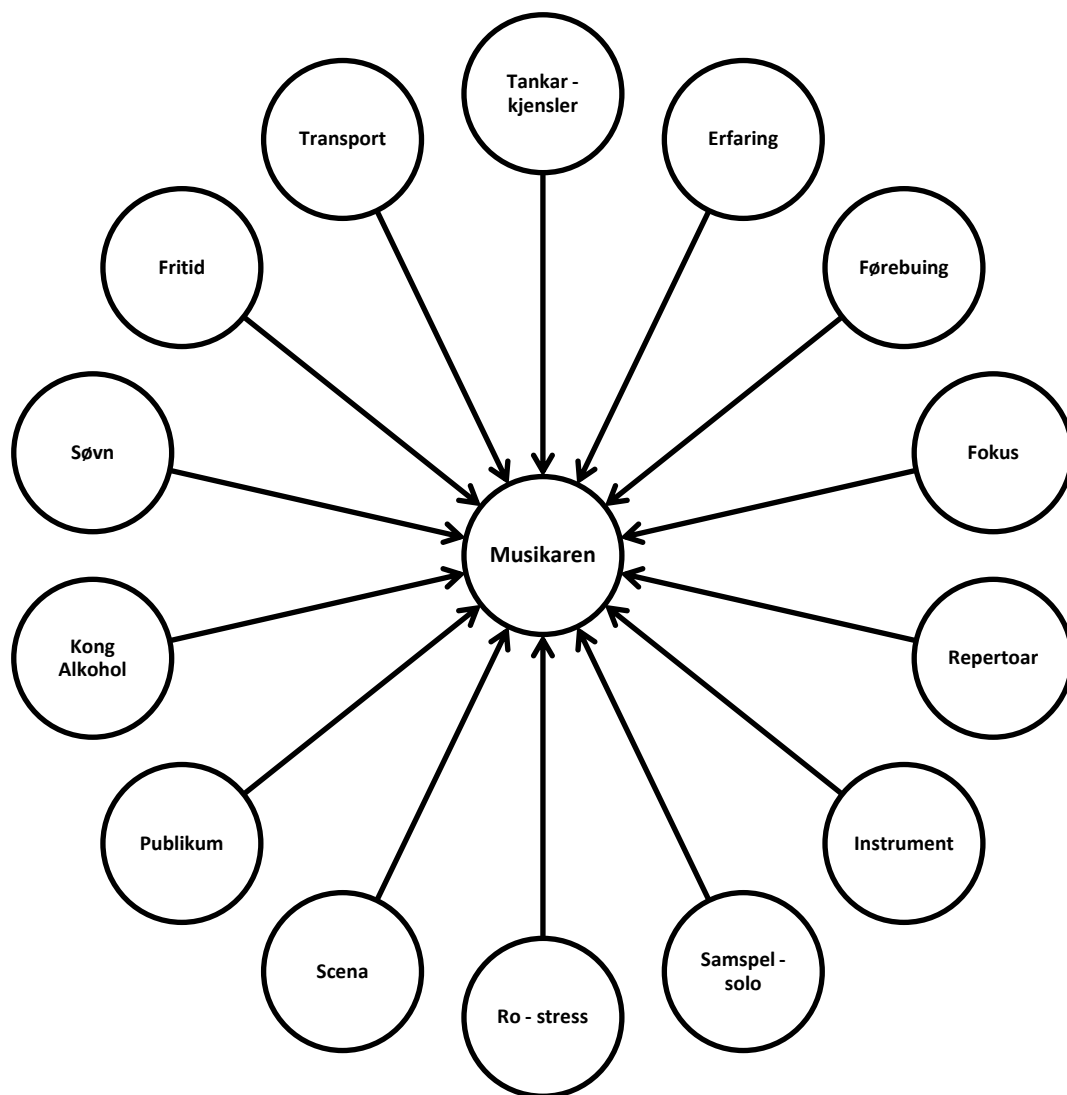 Tankar -
kjensler
Erfaring
Førebuing
Fokus
Repertoar
Instrument
Samspel -
solo
Ro - stress
Scena
Publikum
Kong
Alkohol
Søvn
Fritid
Transport
Musikaren